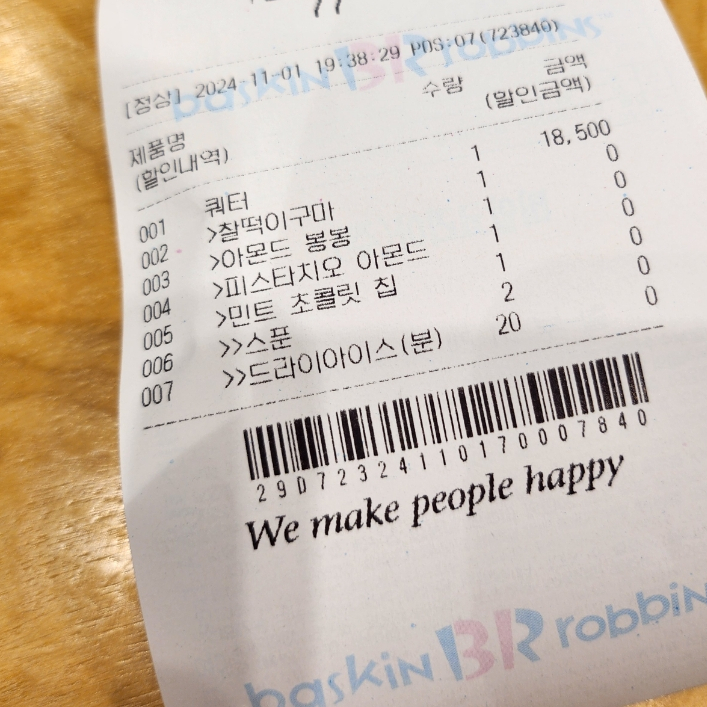 [정상] 2024-11-01 19:38:29 POS:07(723840)
수량 금액
제품명 (할인금액)
(할인내역)
001 쿼터 1 18,500
002 >찰떡이구마 1 0
003 >아몬드 봉봉 1 0
004 >피스타치오 아몬드 1 0
005 >민트 초콜릿 칩 1 0
006 >>스푼 2 0
007 >>드라이아이스(분) 20 0
29072324110170007840
We make people happy
baskin BR robbins
baskin BR robbin